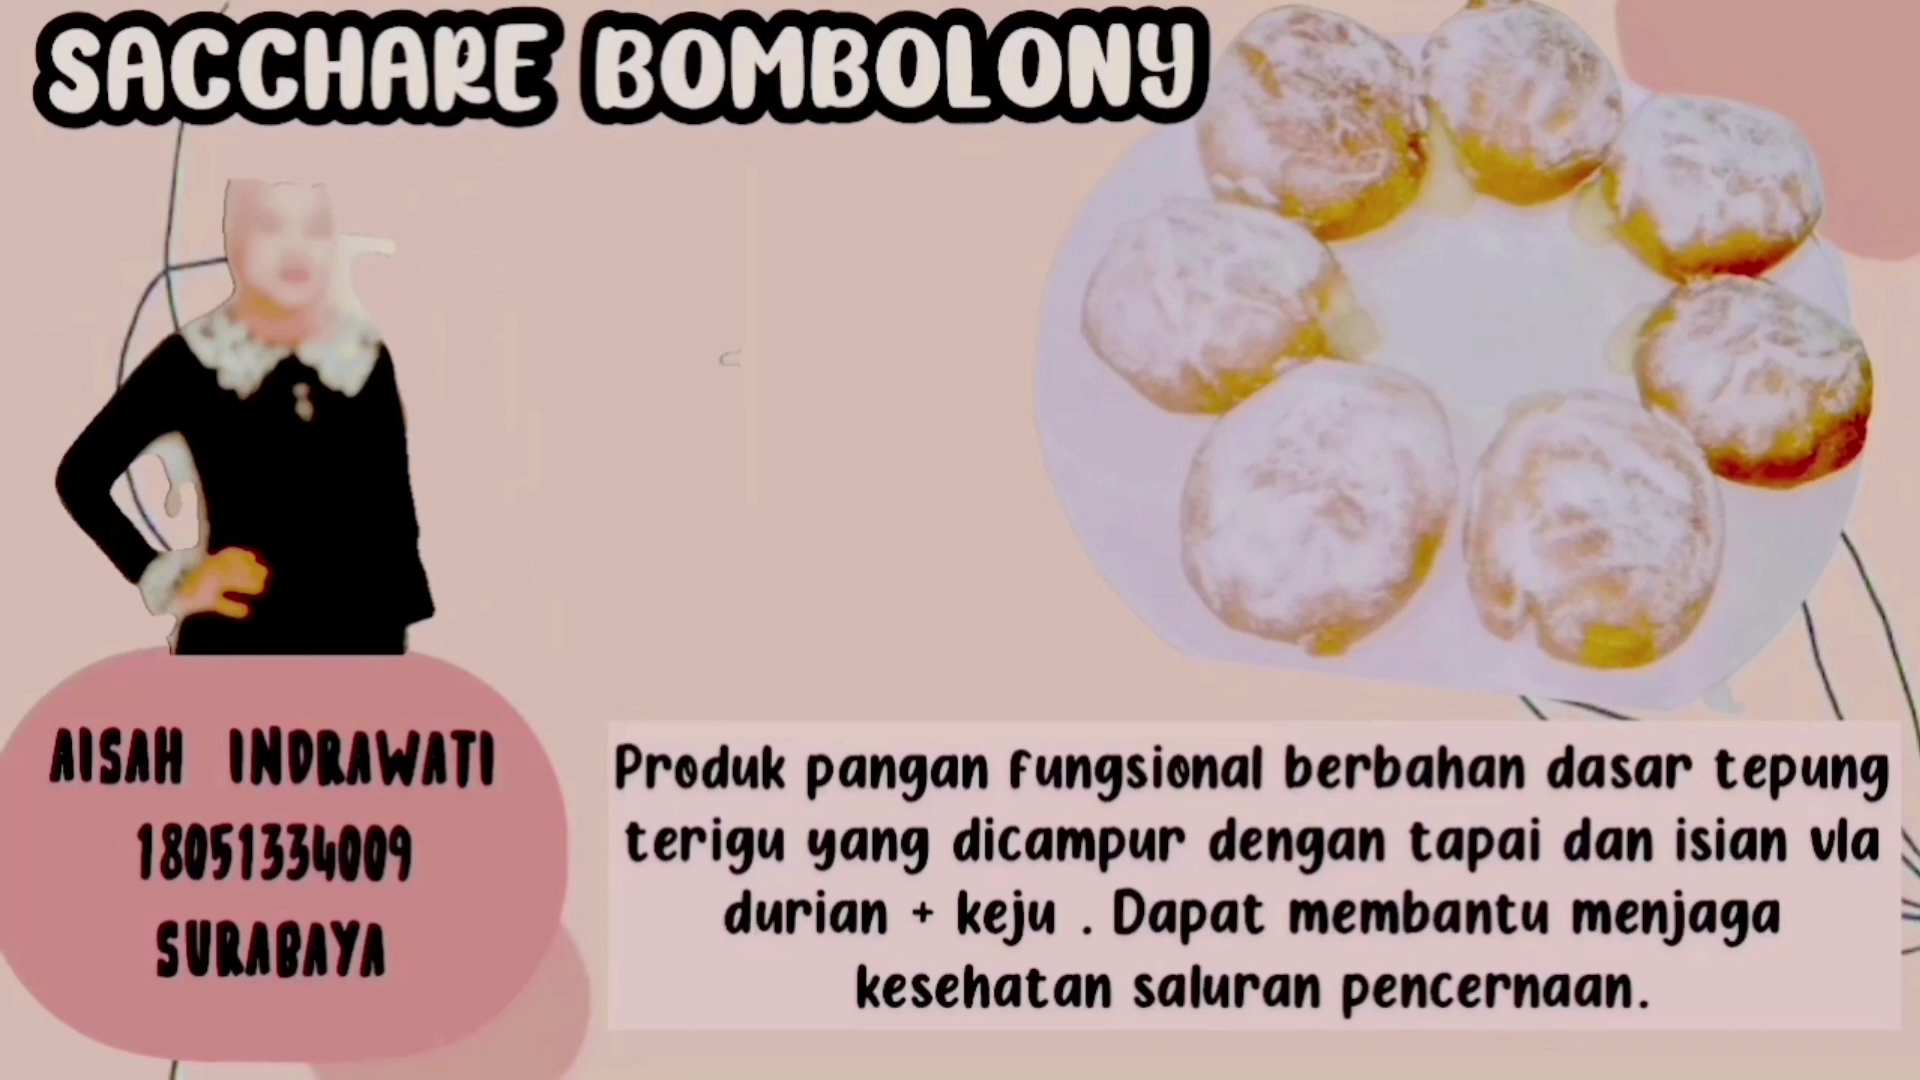 SACCHARE BOMBOLONY
AISAH INDRAWATI
18051334009
SURABAYA
Produk pangan fungsional berbahan dasar tepung
terigu yang dicampur dengan tapai dan isian vla
durian + keju . Dapat membantu menjaga
kesehatan saluran pencernaan.